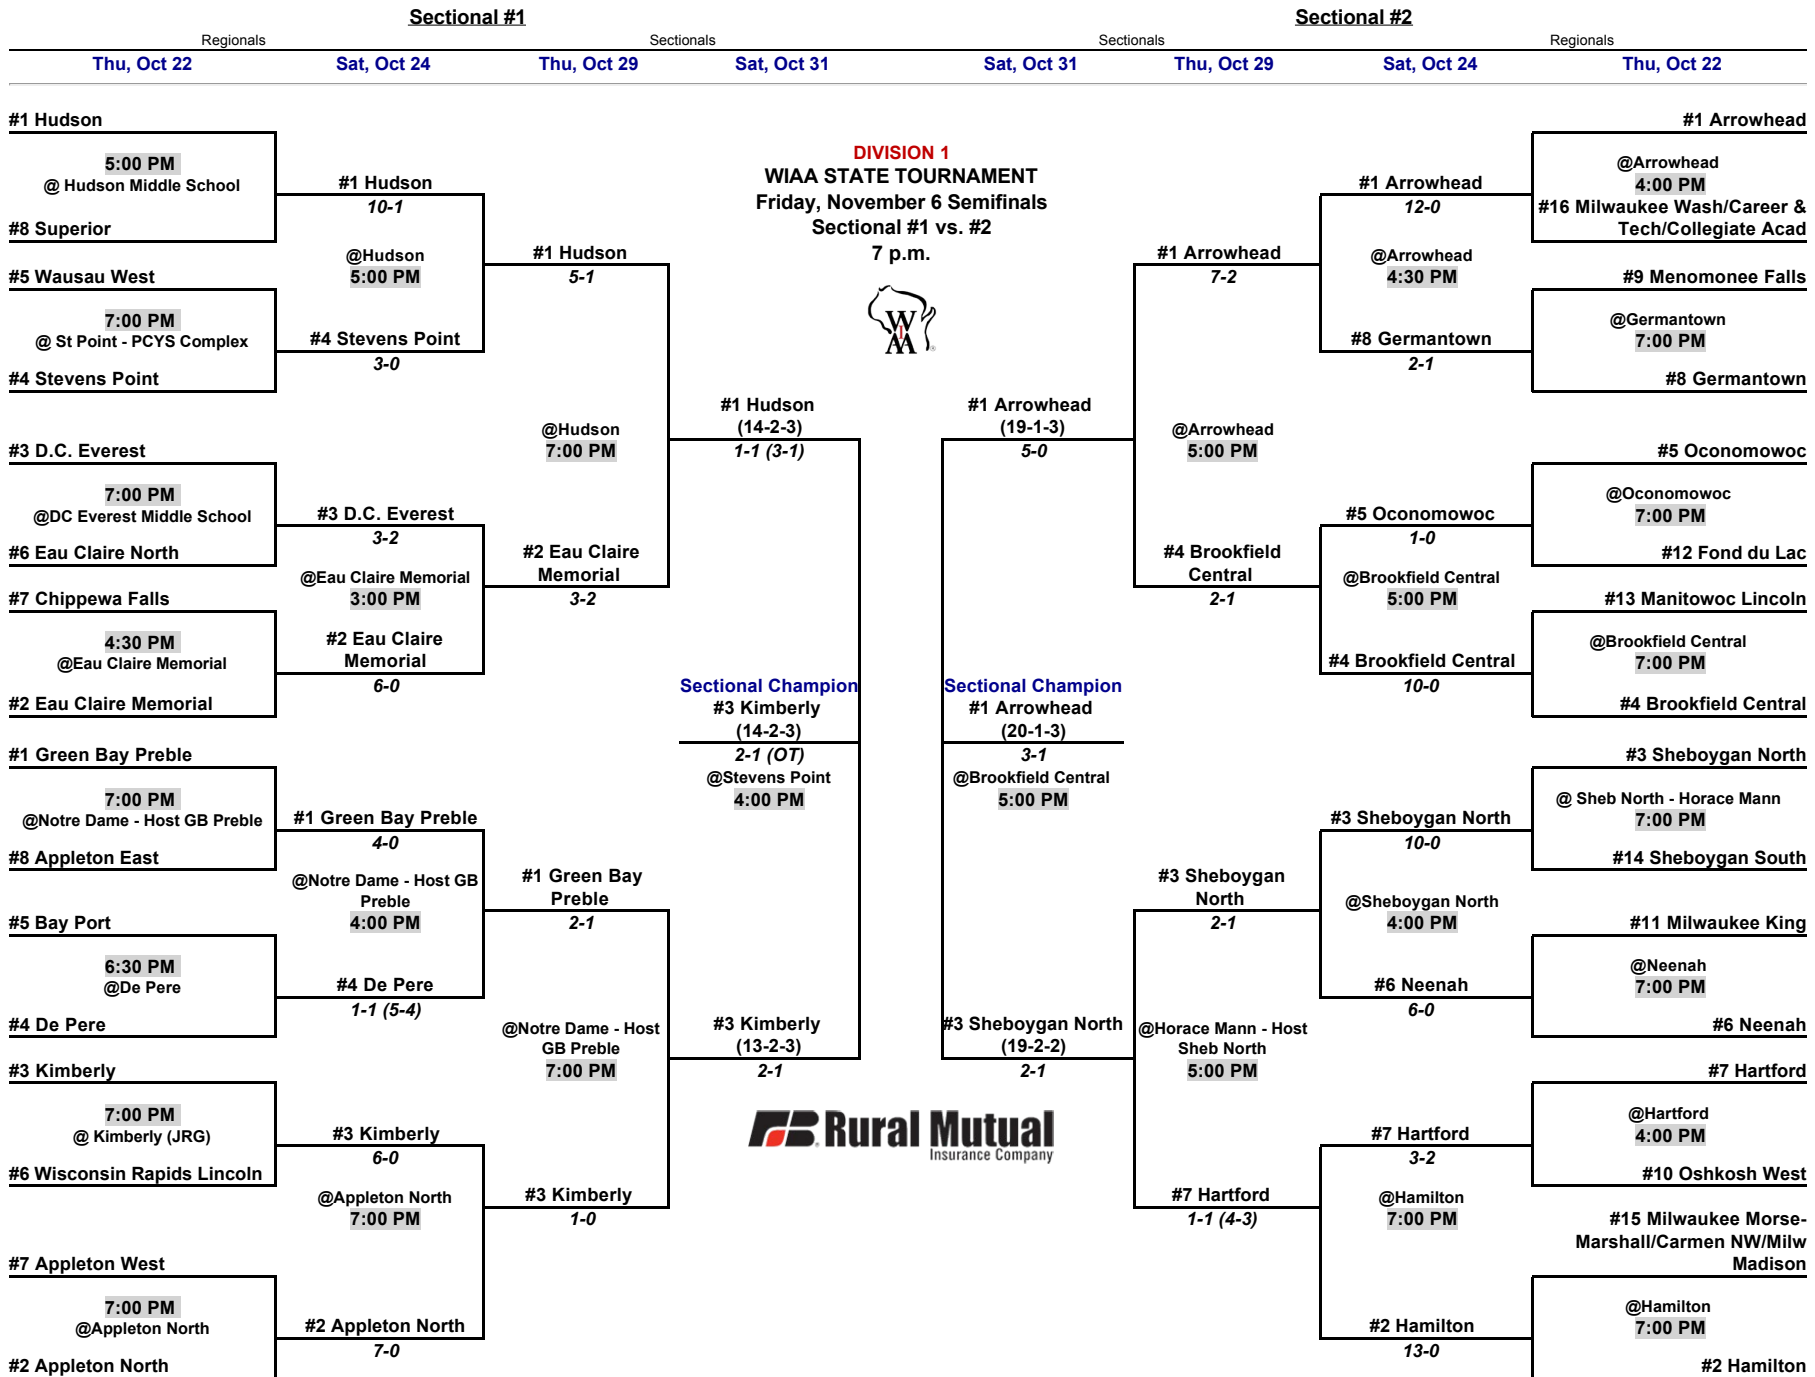 Sectional #1
Sectional #2
Regionals
Sectionals
Sectionals
Regionals
Thu, Oct 22
Sat, Oct 24
Thu, Oct 29
Sat, Oct 31
Sat, Oct 31
Thu, Oct 29
Sat, Oct 24
Thu, Oct 22
#1 Hudson
5:00 PM
@ Hudson Middle School
#8 Superior
#5 Wausau West
7:00 PM
@ St Point - PCYS Complex
#4 Stevens Point
#3 D.C. Everest
7:00 PM
@DC Everest Middle School
#6 Eau Claire North
#7 Chippewa Falls
4:30 PM
@Eau Claire Memorial
#2 Eau Claire Memorial
#1 Green Bay Preble
7:00 PM
@Notre Dame - Host GB Preble
#8 Appleton East
#5 Bay Port
6:30 PM
@De Pere
#4 De Pere
#3 Kimberly
7:00 PM
@ Kimberly (JRG)
#6 Wisconsin Rapids Lincoln
#7 Appleton West
7:00 PM
@Appleton North
#2 Appleton North
#1 Hudson
10-1
@Hudson
5:00 PM
#4 Stevens Point
3-0
#3 D.C. Everest
3-2
@Eau Claire Memorial
3:00 PM
#2 Eau Claire
Memorial
6-0
#1 Green Bay Preble
4-0
@Notre Dame - Host GB
Preble
4:00 PM
#4 De Pere
1-1 (5-4)
#3 Kimberly
6-0
@Appleton North
7:00 PM
#2 Appleton North
7-0
#1 Hudson
5-1
@Hudson
7:00 PM
#2 Eau Claire
Memorial
3-2
#1 Green Bay
Preble
2-1
@Notre Dame - Host
GB Preble
7:00 PM
#3 Kimberly
1-0
#1 Hudson
(14-2-3)
1-1 (3-1)
Sectional Champion
#3 Kimberly
(14-2-3)
2-1 (OT)
@Stevens Point
4:00 PM
#3 Kimberly
(13-2-3)
2-1
DIVISION 1
WIAA STATE TOURNAMENT
Friday, November 6 Semifinals
Sectional #1 vs. #2
7 p.m.
W
I
AA
®
Rural Mutual
Insurance Company
#1 Arrowhead
(19-1-3)
5-0
Sectional Champion
#1 Arrowhead
(20-1-3)
3-1
@Brookfield Central
5:00 PM
#3 Sheboygan North
(19-2-2)
2-1
#1 Arrowhead
7-2
@Arrowhead
5:00 PM
#4 Brookfield
Central
2-1
#3 Sheboygan
North
2-1
@Horace Mann - Host
Sheb North
5:00 PM
#7 Hartford
1-1 (4-3)
#1 Arrowhead
12-0
@Arrowhead
4:30 PM
#8 Germantown
2-1
#5 Oconomowoc
1-0
@Brookfield Central
5:00 PM
#4 Brookfield Central
10-0
#3 Sheboygan North
10-0
@Sheboygan North
4:00 PM
#6 Neenah
6-0
#7 Hartford
3-2
@Hamilton
7:00 PM
#2 Hamilton
13-0
#1 Arrowhead
@Arrowhead
4:00 PM
#16 Milwaukee Wash/Career &
Tech/Collegiate Acad
#9 Menomonee Falls
@Germantown
7:00 PM
#8 Germantown
#5 Oconomowoc
@Oconomowoc
7:00 PM
#12 Fond du Lac
#13 Manitowoc Lincoln
@Brookfield Central
7:00 PM
#4 Brookfield Central
#3 Sheboygan North
@ Sheb North - Horace Mann
7:00 PM
#14 Sheboygan South
#11 Milwaukee King
@Neenah
7:00 PM
#6 Neenah
#7 Hartford
@Hartford
4:00 PM
#10 Oshkosh West
#15 Milwaukee Morse-
Marshall/Carmen NW/Milw
Madison
@Hamilton
7:00 PM
#2 Hamilton